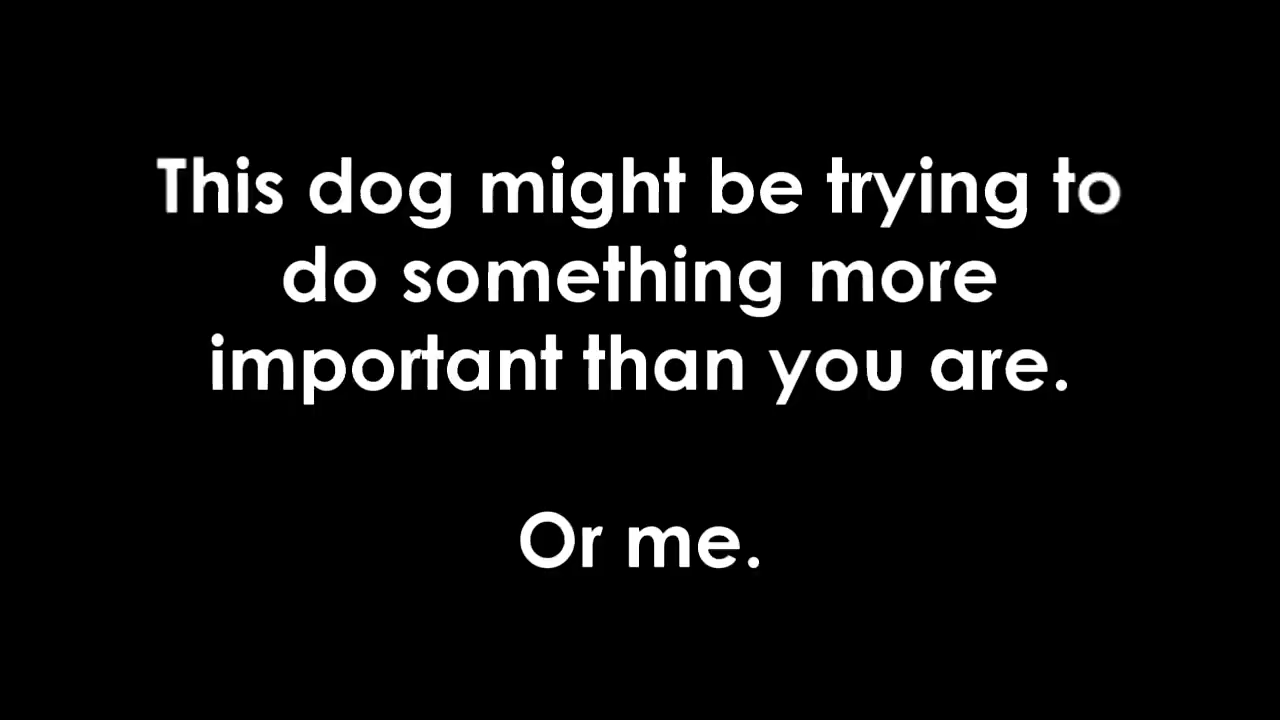 This dog might be trying to
do something more
important than you are.
Or me.